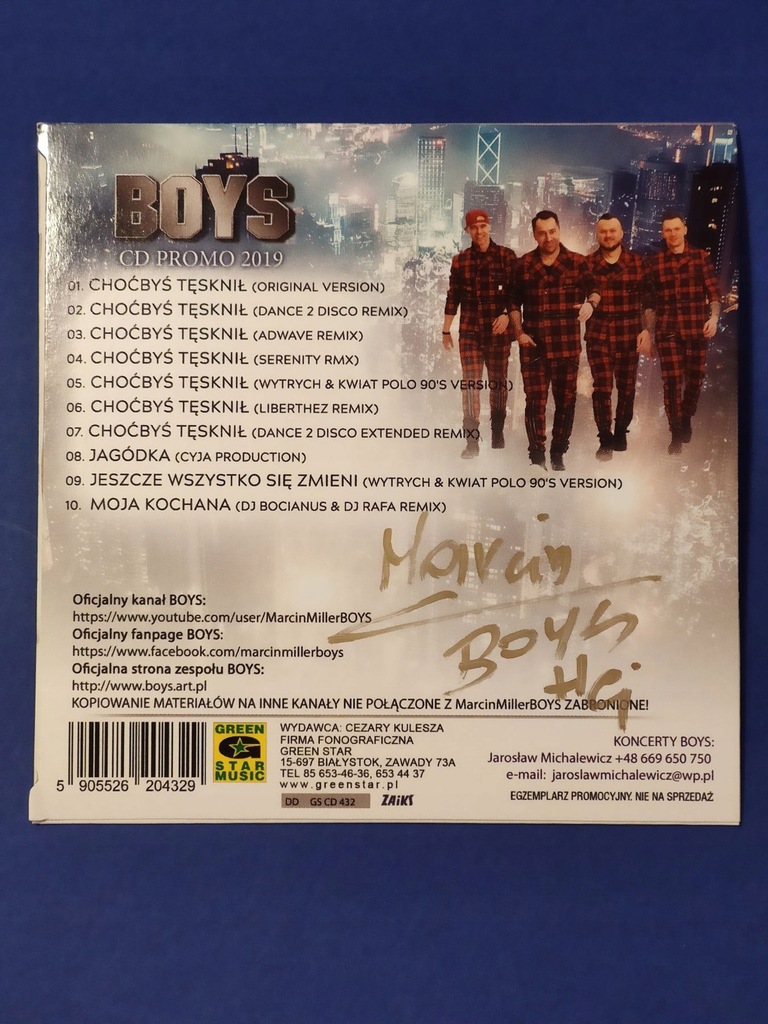 BOYS
CD PROMO 2019
01. CHOĆBYŚ TĘSKNIŁ (ORIGINAL VERSION)
02. CHOĆBYŚ TĘSKNIŁ (DANCE 2 DISCO REMIX)
03. CHOĆBYŚ TĘSKNIŁ (ADWAVE REMIX)
04. CHOĆBYŚ TĘSKNIŁ (SERENITY RMX)
05. CHOĆBYŚ TĘSKNIŁ (WYTRYCH & KWIAT POLO 90'S VERSION)
06. CHOĆBYŚ TĘSKNIŁ (LIBERTHEZ REMIX)
07. CHOĆBYŚ TĘSKNIŁ (DANCE 2 DISCO EXTENDED REMIX)
08. JAGÓDKA (CYJA PRODUCTION)
09. JESZCZE WSZYSTKO SIĘ ZMIENI (WYTRYCH & KWIAT POLO 90'S VERSION)
10. MOJA KOCHANA (DJ BOCIANUS & DJ RAFA REMIX)
Marcin
BOYS
Hej
Oficjalny kanał BOYS:
https://www.youtube.com/user/MarcinMillerBOYS
Oficjalny fanpage BOYS:
https://www.facebook.com/marcinmillerboys
Oficjalna strona zespołu BOYS:
http://www.boys.art.pl
KOPIOWANIE MATERIAŁÓW NA INNE KANAŁY NIE POŁĄCZONE Z MarcinMillerBOYS ZABRONIONE!
5 905526 204329
GREEN
STAR
MUSIC
WYDAWCA: CEZARY KULESZA
FIRMA FONOGRAFICZNA
GREEN STAR
15-697 BIAŁYSTOK, ZAWADY 73A
TEL 85 653-46-36, 653 44 37
www.greenstar.pl
DD GS CD 432 ZAiKS
KONCERTY BOYS:
Jarosław Michalewicz +48 669 650 750
e-mail: jaroslawmichalewicz@wp.pl
EGZEMPLARZ PROMOCYJNY. NIE NA SPRZEDAŻ